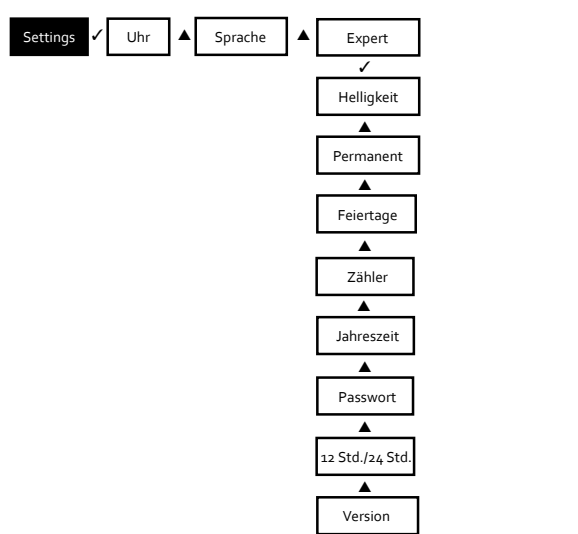 Settings ✓ Uhr ▲ Sprache ▲ Expert
✓
Helligkeit
▲
Permanent
▲
Feiertage
▲
Zähler
▲
Jahreszeit
▲
Passwort
▲
12 Std./24 Std.
▲
Version